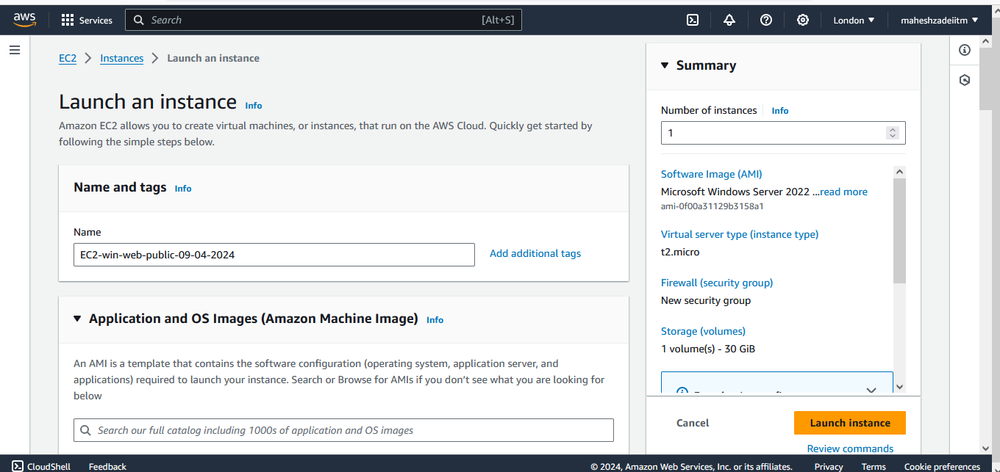 aws
Services
Search [Alt+S]
London
maheshzadeiitm
EC2 > Instances > Launch an instance
Launch an instance Info
Amazon EC2 allows you to create virtual machines, or instances, that run on the AWS Cloud. Quickly get started by
following the simple steps below.
Name and tags Info
Name
EC2-win-web-public-09-04-2024
Add additional tags
Application and OS Images (Amazon Machine Image) Info
An AMI is a template that contains the software configuration (operating system, application server, and
applications) required to launch your instance. Search or Browse for AMIs if you don't see what you are looking for
below
Search our full catalog including 1000s of application and OS images
Summary
Number of instances Info
1
Software Image (AMI)
Microsoft Windows Server 2022 ...read more
ami-0f00a31129b3158a1
Virtual server type (instance type)
t2.micro
Firewall (security group)
New security group
Storage (volumes)
1 volume(s) - 30 GiB
Cancel
Launch instance
Review commands
CloudShell
Feedback
© 2024, Amazon Web Services, Inc. or its affiliates.
Privacy
Terms
Cookie preferences